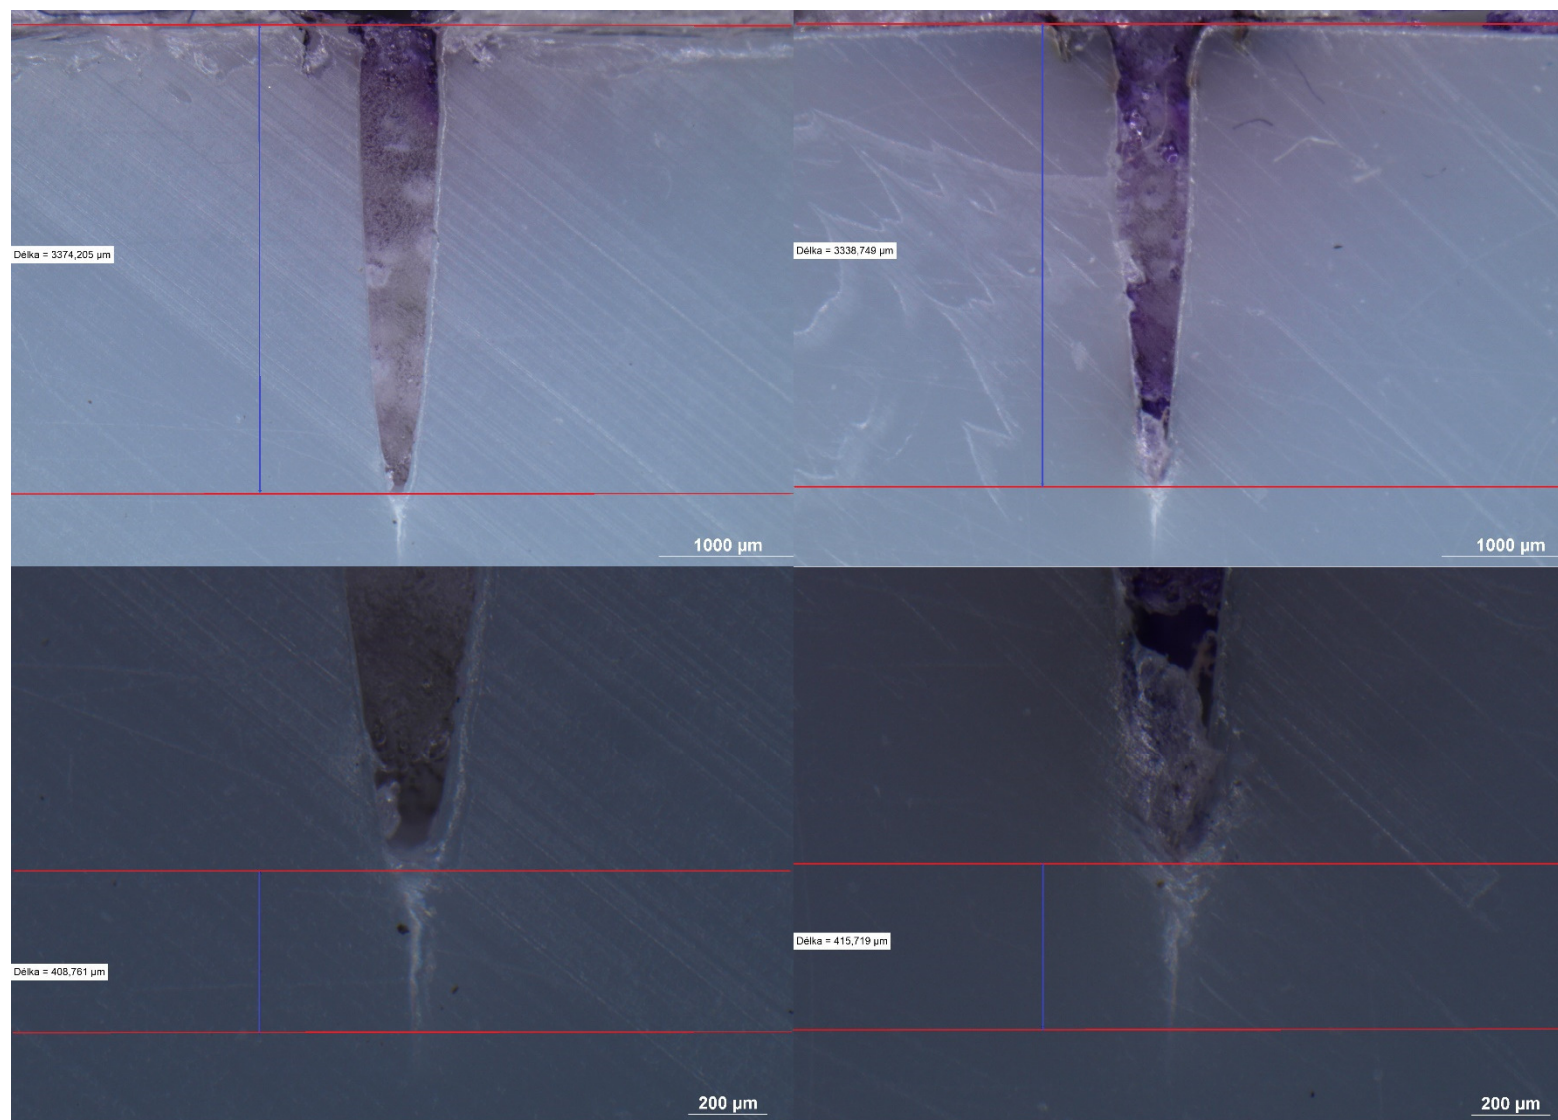 Délka = 3374,205 µm
Délka = 3338,749 µm
1000 µm
1000 µm
Délka = 408,761 µm
Délka = 415,719 µm
200 µm
200 µm